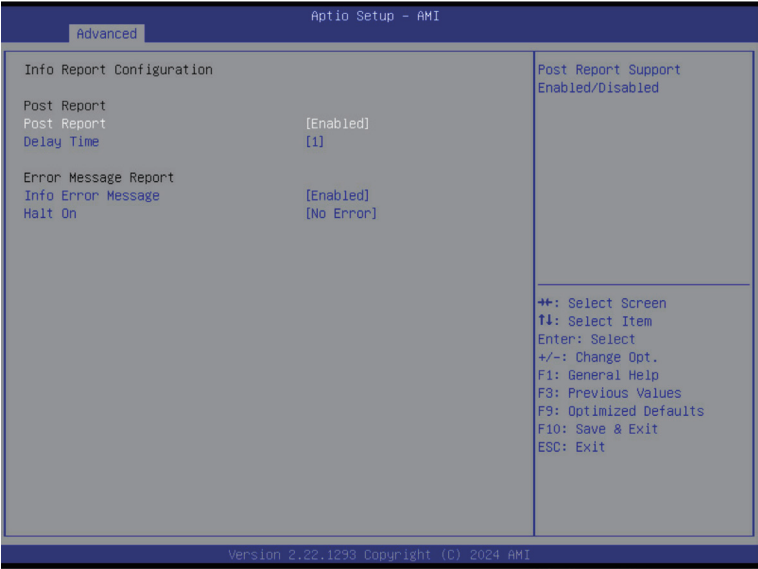 Aptio Setup – AMI
Advanced
Info Report Configuration
Post Report
Post Report [Enabled]
Delay Time [1]
Error Message Report
Info Error Message [Enabled]
Halt On [No Error]
Post Report Support
Enabled/Disabled
→←: Select Screen
↑↓: Select Item
Enter: Select
+/-: Change Opt.
F1: General Help
F3: Previous Values
F9: Optimized Defaults
F10: Save & Exit
ESC: Exit
Version 2.22.1293 Copyright (C) 2024 AMI